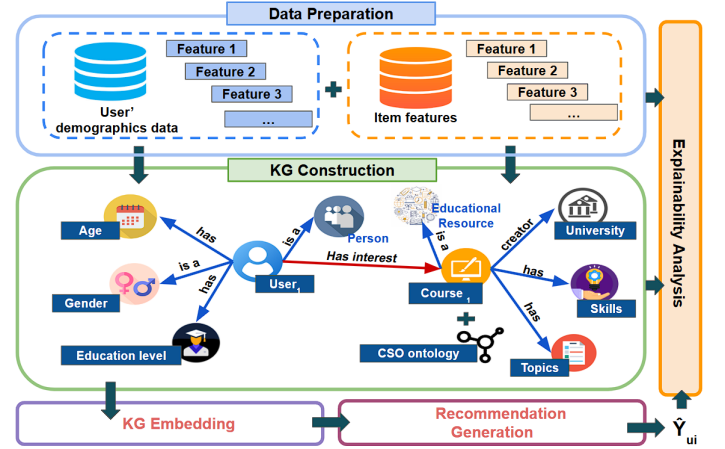 Data Preparation
User'
demographics data
Feature 1
Feature 2
Feature 3
...
Item features
Feature 1
Feature 2
Feature 3
...
KG Construction
Age
has
is a
Person
Educational
Resource
is a
creator
University
Gender
is a
has
User1
Has interest
Course 1
has
Skills
Education level
CSO ontology
has
Topics
KG Embedding
Recommendation
Generation
Ŷui
Explainability Analysis